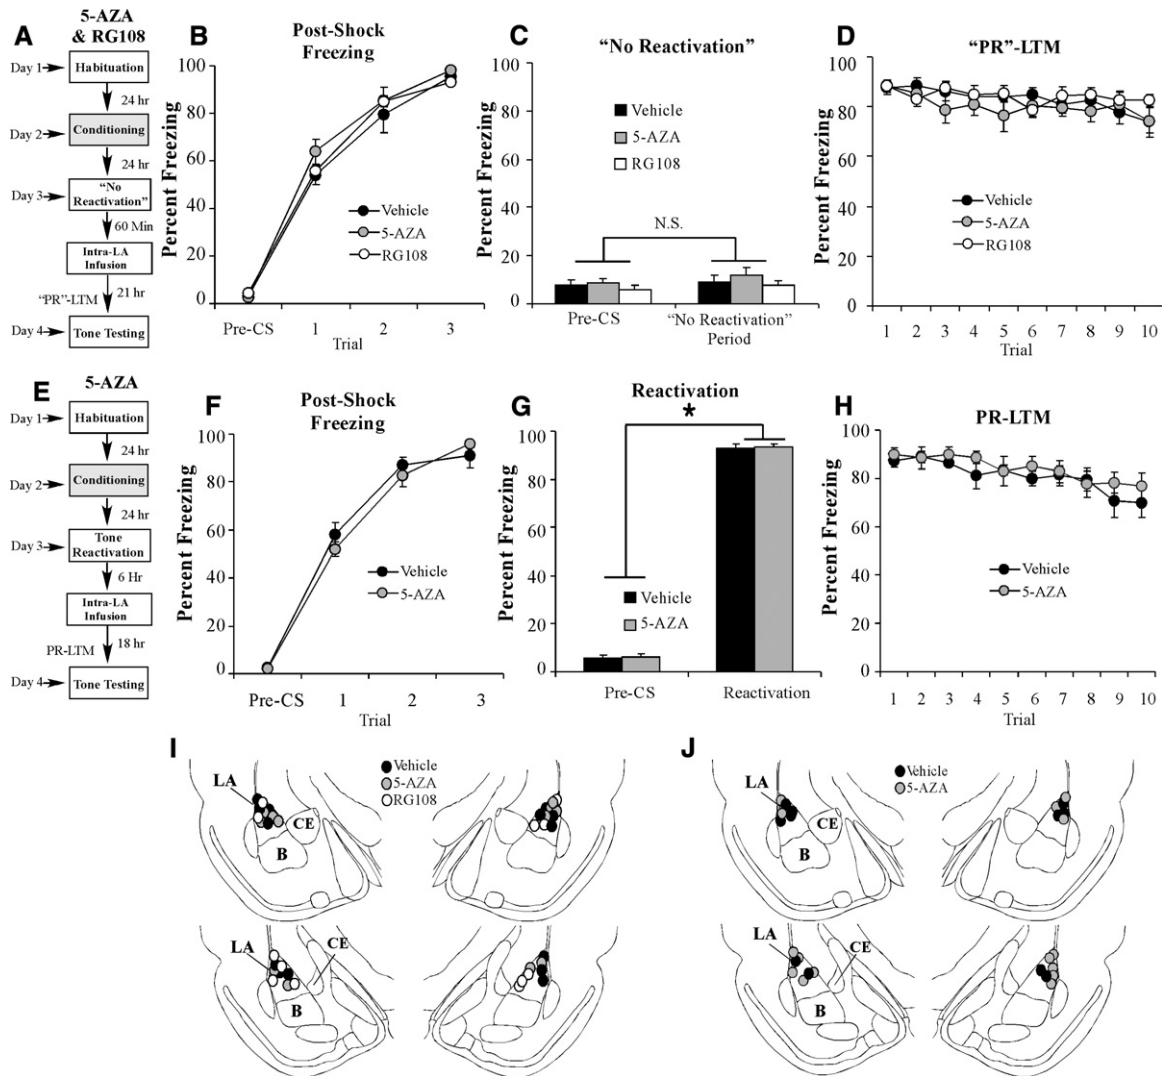 A
5-AZA
& RG108
Day 1
Habituation
24 hr
Day 2
Conditioning
24 hr
Day 3
“No
Reactivation”
60 Min
Intra-LA
Infusion
“PR”-LTM
21 hr
Day 4
Tone Testing
B
Post-Shock
Freezing
Percent Freezing
100
80
60
40
20
0
Vehicle
5-AZA
RG108
Pre-CS 1 2 3
Trial
C
“No Reactivation”
Percent Freezing
100
80
60
40
20
0
Vehicle
5-AZA
RG108
N.S.
Pre-CS
“No Reactivation”
Period
D
“PR”-LTM
Percent Freezing
100
80
60
40
20
0
Vehicle
5-AZA
RG108
1 2 3 4 5 6 7 8 9 10
Trial
E
5-AZA
Day 1
Habituation
24 hr
Day 2
Conditioning
24 hr
Day 3
Tone
Reactivation
6 Hr
Intra-LA
Infusion
PR-LTM
18 hr
Day 4
Tone Testing
F
Post-Shock
Freezing
Percent Freezing
100
80
60
40
20
0
Vehicle
5-AZA
Pre-CS 1 2 3
Trial
G
Reactivation
*
Percent Freezing
100
80
60
40
20
0
Vehicle
5-AZA
Pre-CS Reactivation
H
PR-LTM
Percent Freezing
100
80
60
40
20
0
Vehicle
5-AZA
1 2 3 4 5 6 7 8 9 10
Trial
I
Vehicle
5-AZA
RG108
LA
CE
B
LA
CE
B
J
Vehicle
5-AZA
LA
CE
B
LA
CE
B